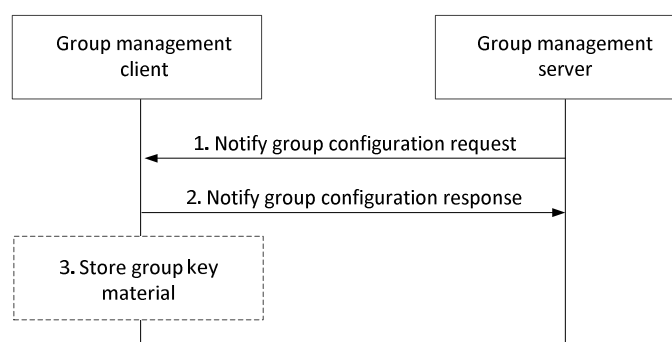 Group management
client
Group management
server
1. Notify group configuration request
2. Notify group configuration response
3. Store group key
material